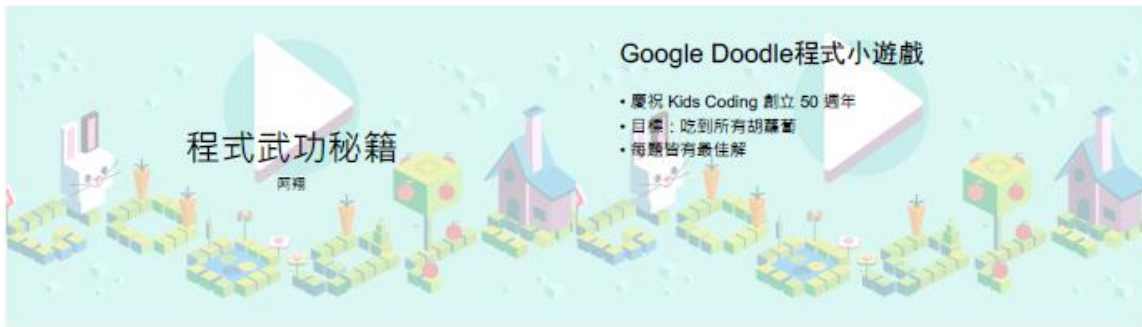 程式武功秘籍
阿翔
Google Doodle程式小遊戲
• 慶祝 Kids Coding 創立 50 週年
• 目標：吃到所有胡蘿蔔
• 每題皆有最佳解